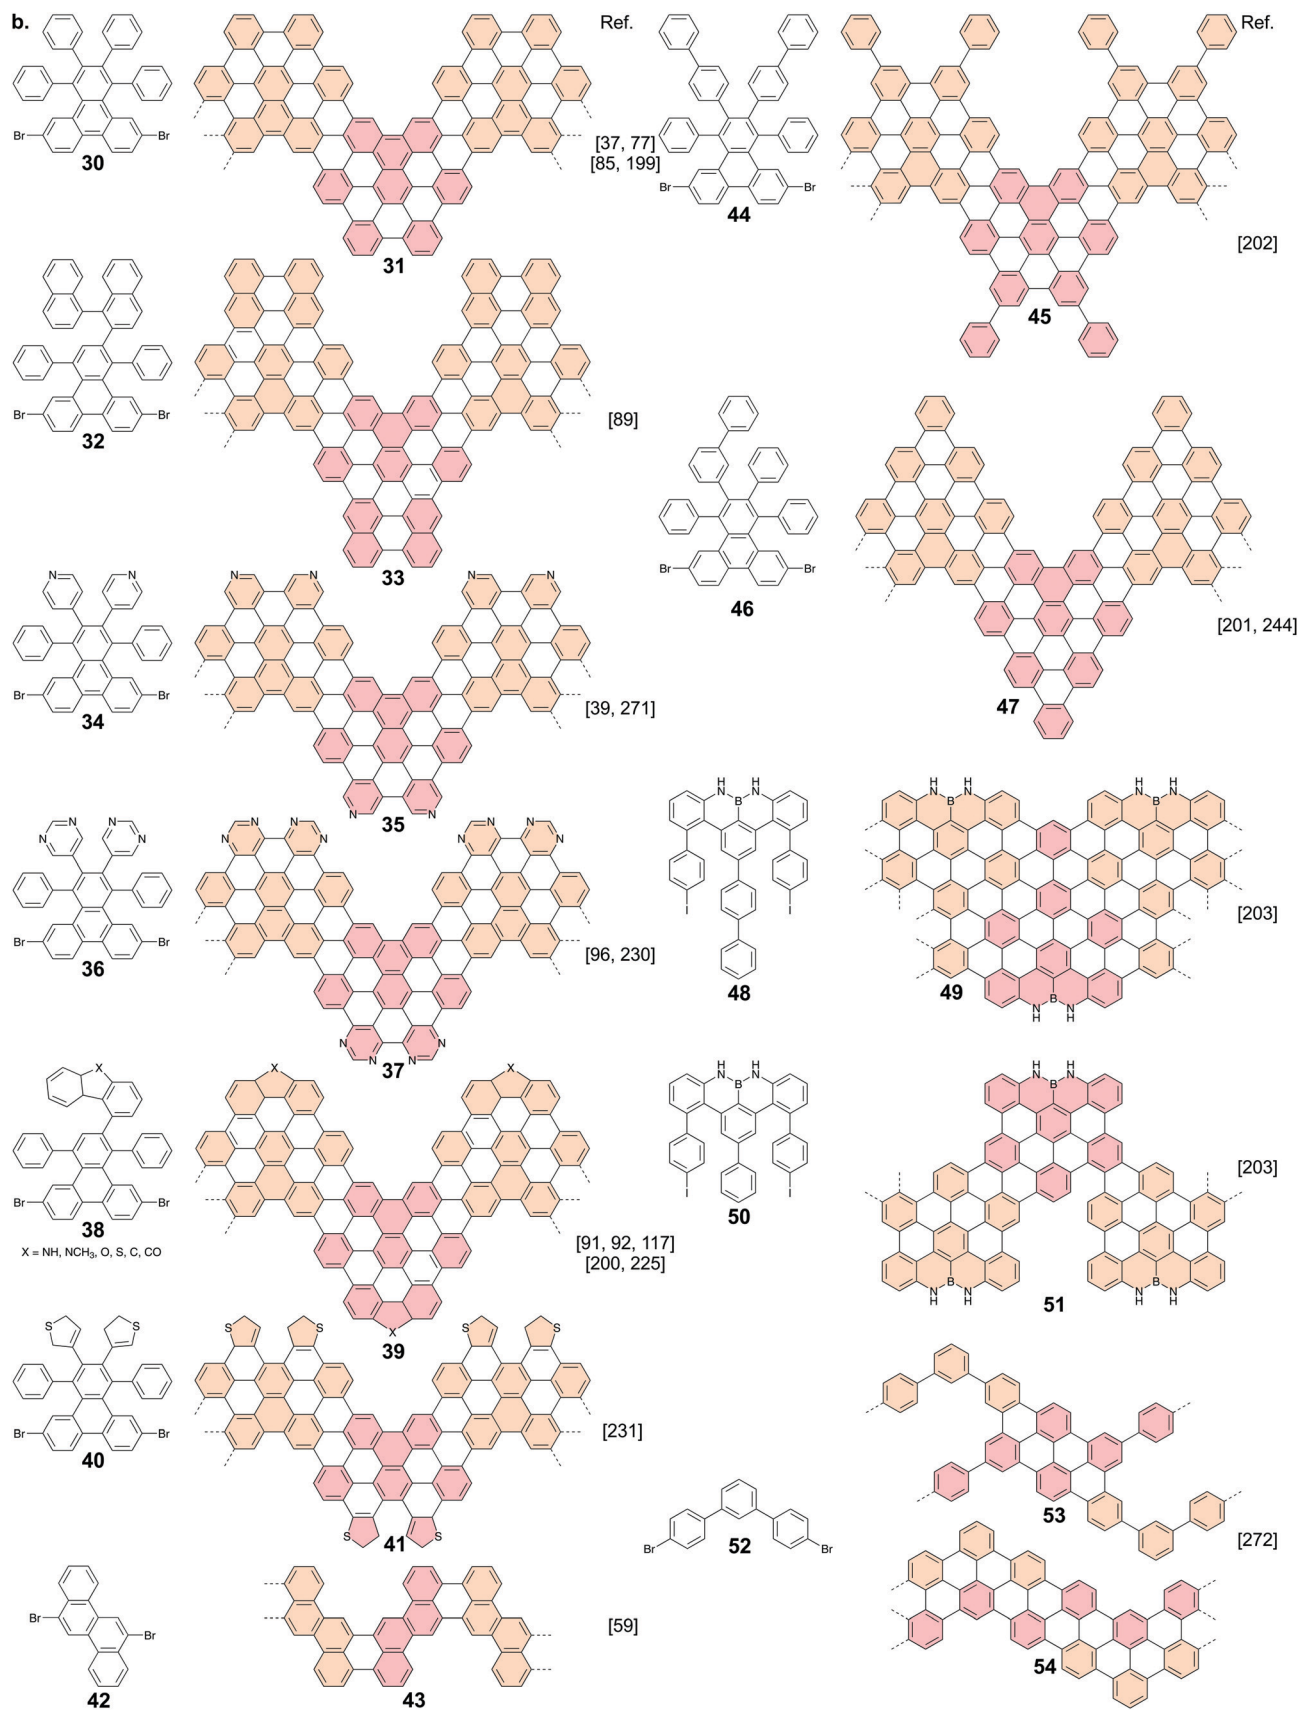 b.
Ref.
Br
Br
30
31
[37, 77]
[85, 199]
Br
Br
32
33
[89]
N
N
Br
Br
34
N
N
N
N
N
N
35
[39, 271]
N
N
N
N
Br
Br
36
N
N
N
N
N
N
N
N
N
N
N
N
37
[96, 230]
X
Br
Br
38
X = NH, NCH₃, O, S, C, CO
X
X
X
39
[91, 92, 117]
[200, 225]
S
S
Br
Br
40
S
S
S
S
S
S
41
[231]
Br
Br
42
43
[59]
Ref.
Br
Br
44
45
[202]
Br
Br
46
47
[201, 244]
H
H
N
B
N
I
I
48
H
H
N
B
N
H
H
N
B
N
N
B
N
H
H
49
[203]
H
H
N
B
N
I
I
50
H
H
N
B
N
N
B
N
H
H
N
B
N
H
H
51
[203]
Br
Br
52
53
54
[272]